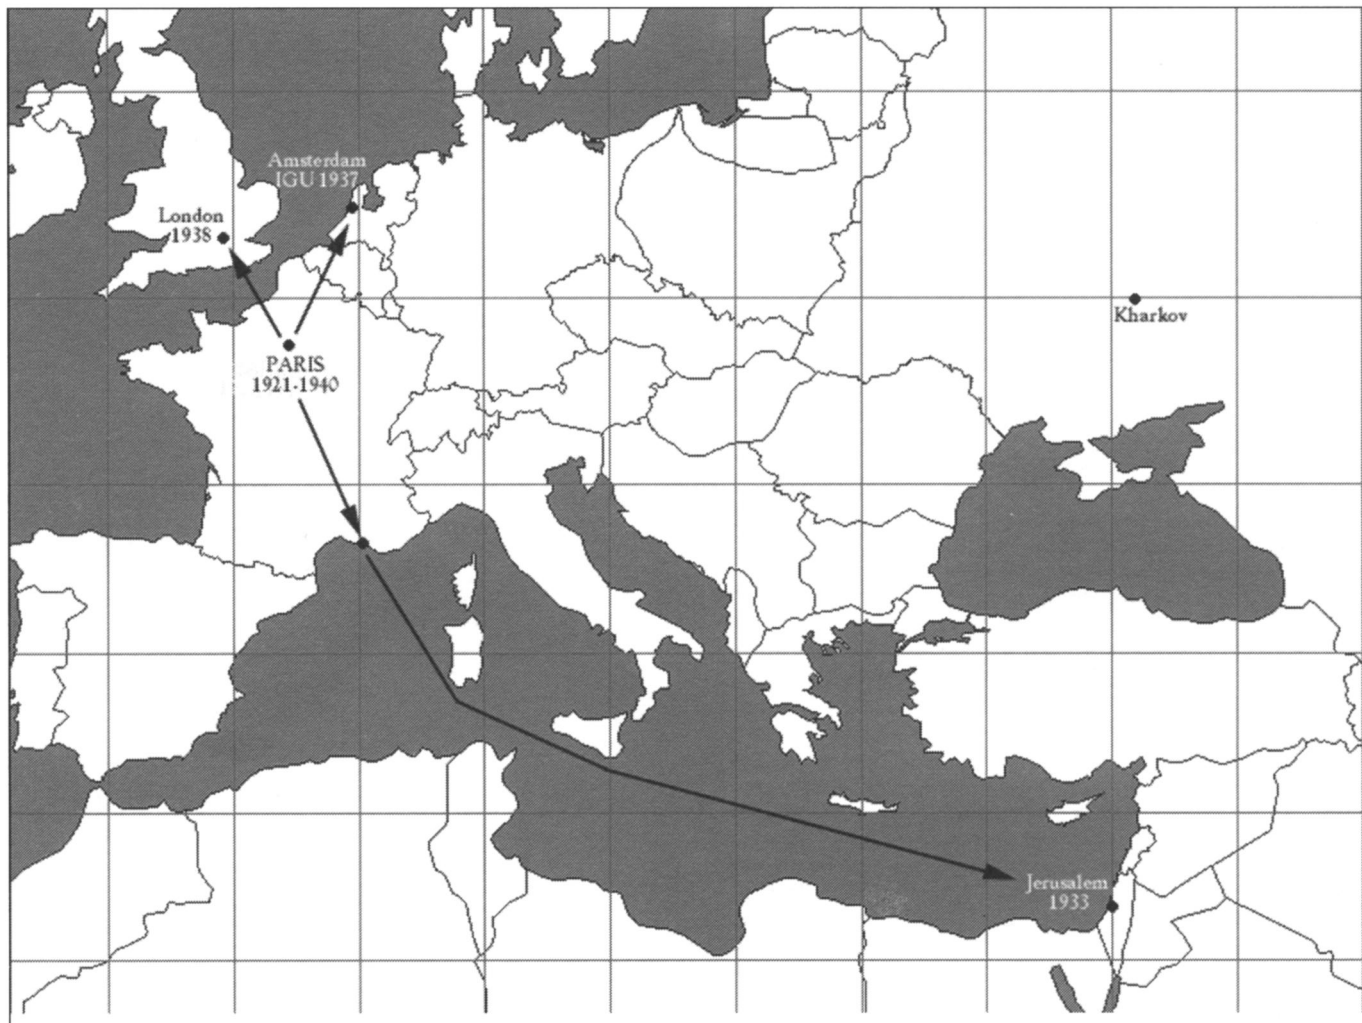 Amsterdam
IGU 1937
London
1938
Kharkov
PARIS
1921-1940
Jerusalem
1933